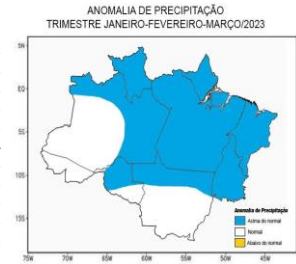 ANOMALIA DE PRECIPITAÇÃO
TRIMESTRE JANEIRO-FEVEREIRO-MARÇO/2023
5N
EQ
5S
10S
15S
75W 70W 65W 60W 55W 50W 45W
Anomalia de Precipitação
Acima do normal
Normal
Abaixo do normal